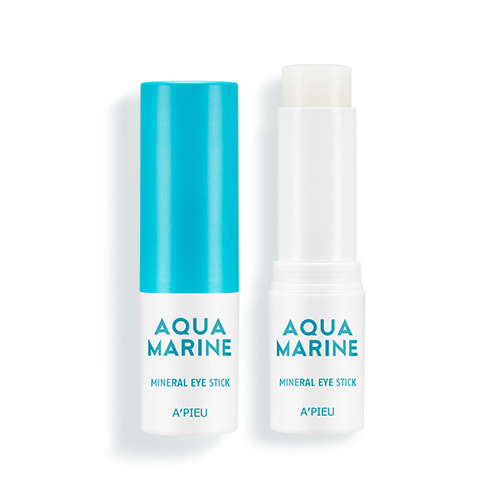 AQUA
MARINE
MINERAL EYE STICK
A'PIEU
AQUA
MARINE
MINERAL EYE STICK
A'PIEU